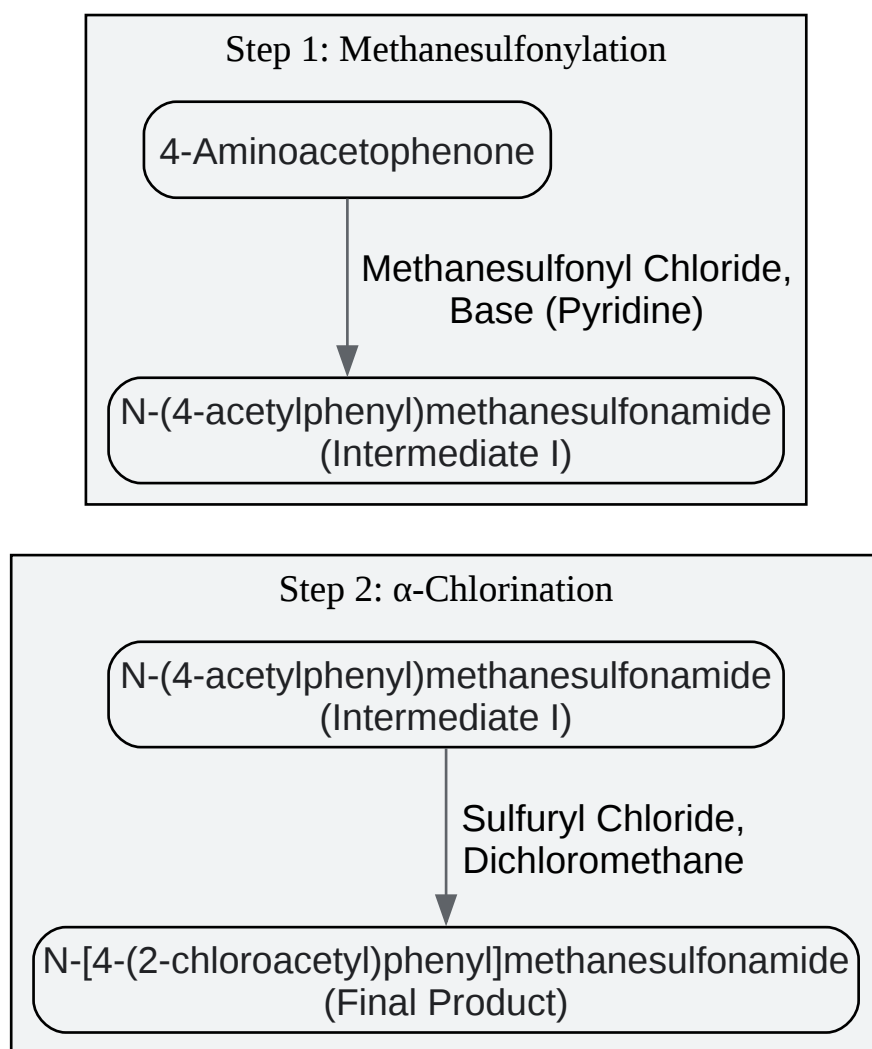 Step 1: Methanesulfonylation
4-Aminoacetophenone
Methanesulfonyl Chloride,
Base (Pyridine)
N-(4-acetylphenyl)methanesulfonamide
(Intermediate I)
Step 2: α-Chlorination
N-(4-acetylphenyl)methanesulfonamide
(Intermediate I)
Sulfuryl Chloride,
Dichloromethane
N-[4-(2-chloroacetyl)phenyl]methanesulfonamide
(Final Product)